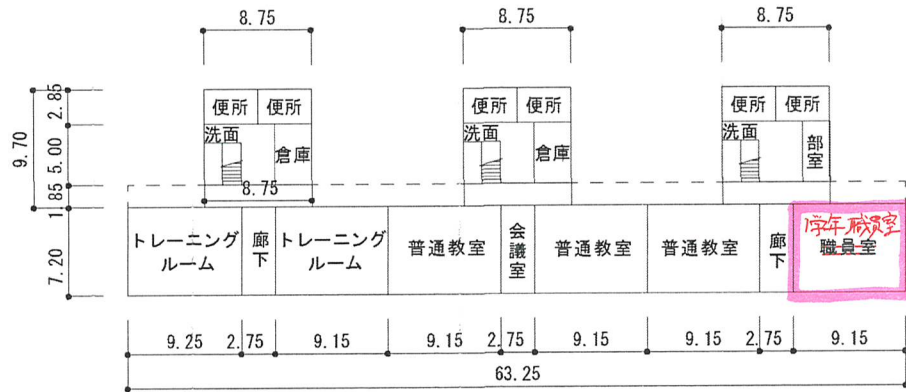 8.75 8.75 8.75
便所 便所 便所 便所 便所 便所
洗面 倉庫 洗面 倉庫 洗面 部室
8.75
9.70 2.85 5.00 1.85 7.20
トレーニングルーム 廊下 トレーニングルーム 普通教室 会議室 普通教室 普通教室 廊下 学年職員室
職員室
9.25 2.75 9.15 9.15 2.75 9.15 9.15 2.75 9.15
63.25